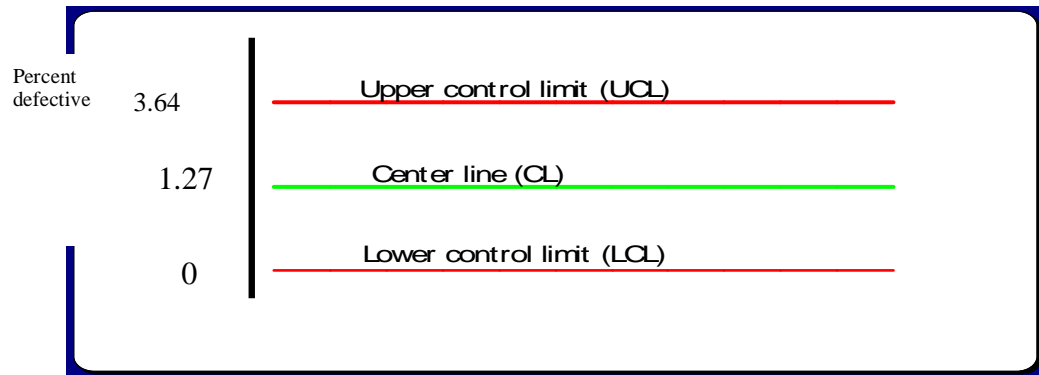 Percent
defective
3.64
Upper control limit (UCL)
1.27
Center line (CL)
0
Lower control limit (LCL)